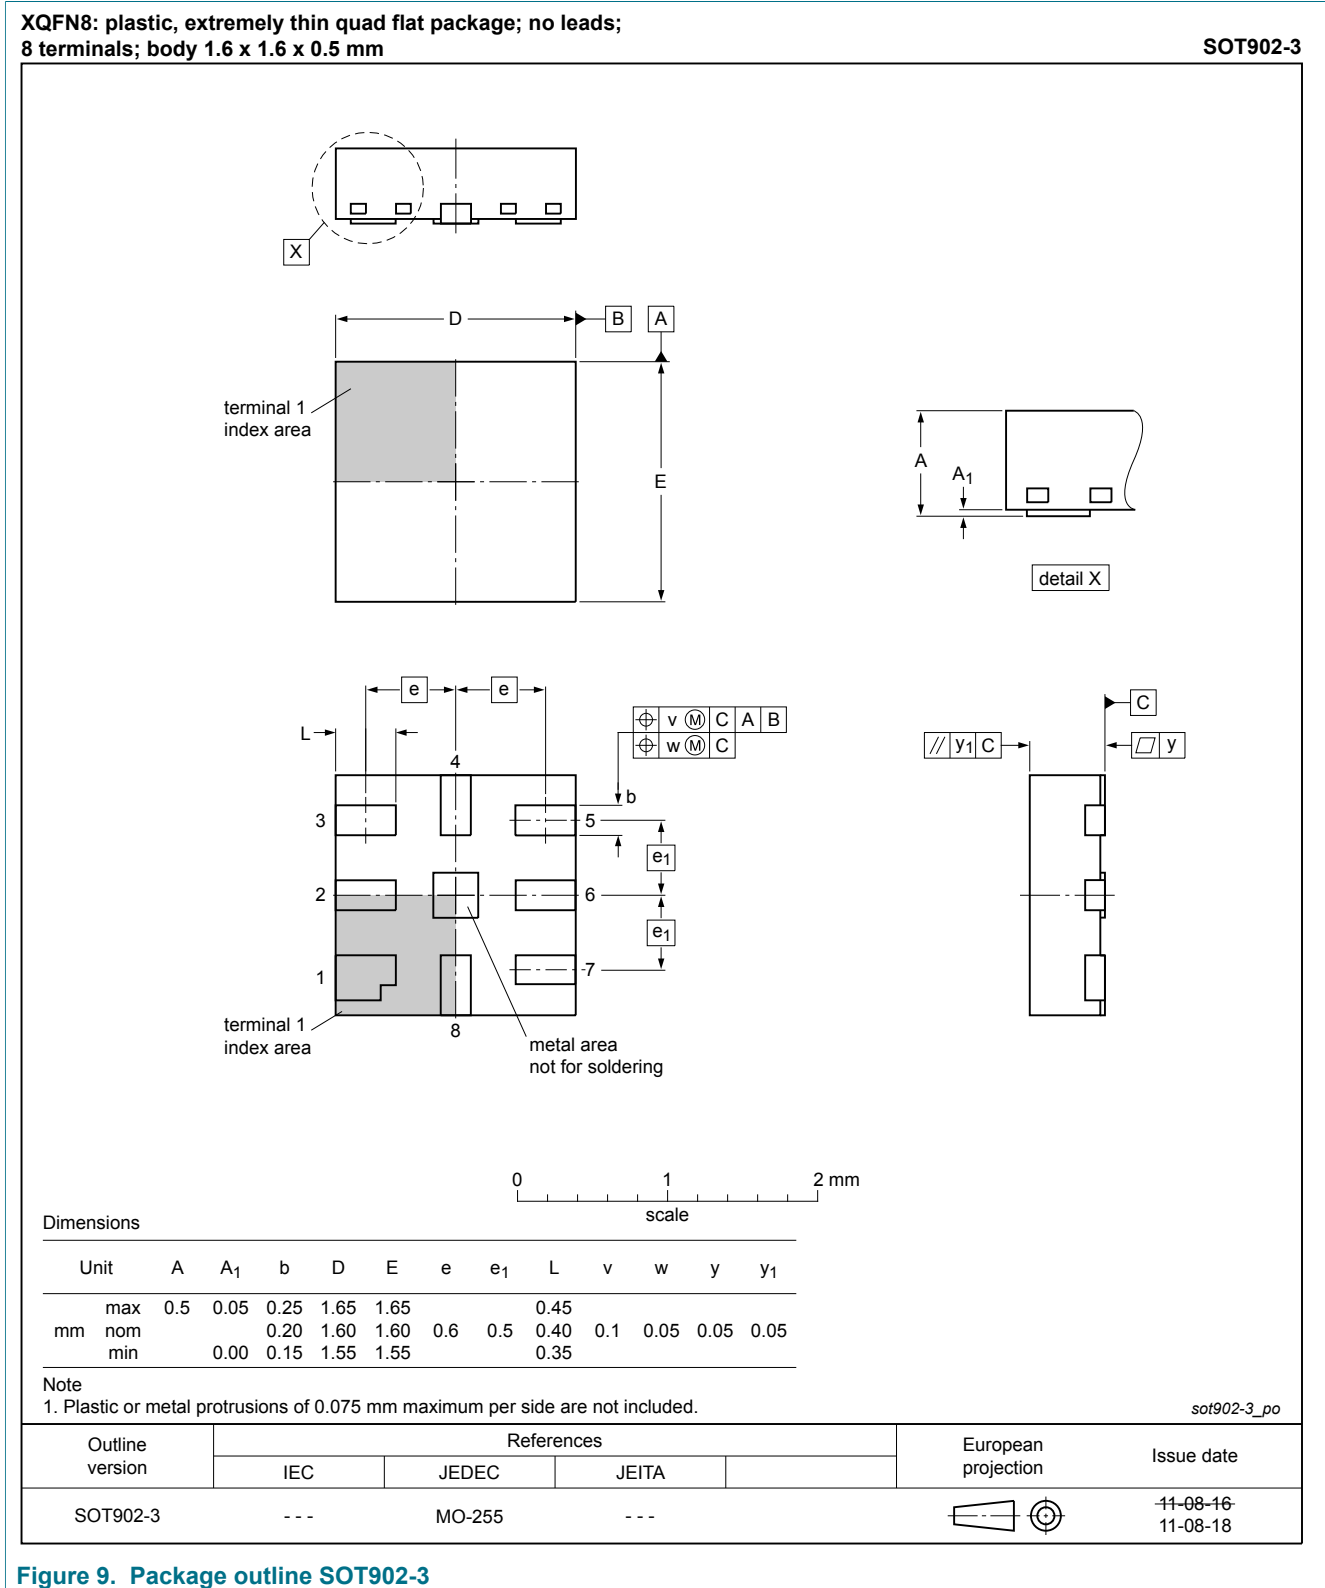 XQFN8: plastic, extremely thin quad flat package; no leads;
8 terminals; body 1.6 x 1.6 x 0.5 mm
SOT902-3
X
D
B
A
terminal 1
index area
E
A
A1
detail X
e
e
L
v M C A B
w M C
4
b
3
5
e1
2
6
e1
1
7
terminal 1
index area
8
metal area
not for soldering
C
y1 C
y
0 1 2 mm
scale
Dimensions
Unit A A1 b D E e e1 L v w y y1
max 0.5 0.05 0.25 1.65 1.65 0.45
mm nom 0.20 1.60 1.60 0.6 0.5 0.40 0.1 0.05 0.05 0.05
min 0.00 0.15 1.55 1.55 0.35
Note
1. Plastic or metal protrusions of 0.075 mm maximum per side are not included.
sot902-3_po
Outline
version
References
European
projection
Issue date
IEC JEDEC JEITA
SOT902-3 - - - MO-255 - - -
11-08-16
11-08-18
Figure 9. Package outline SOT902-3